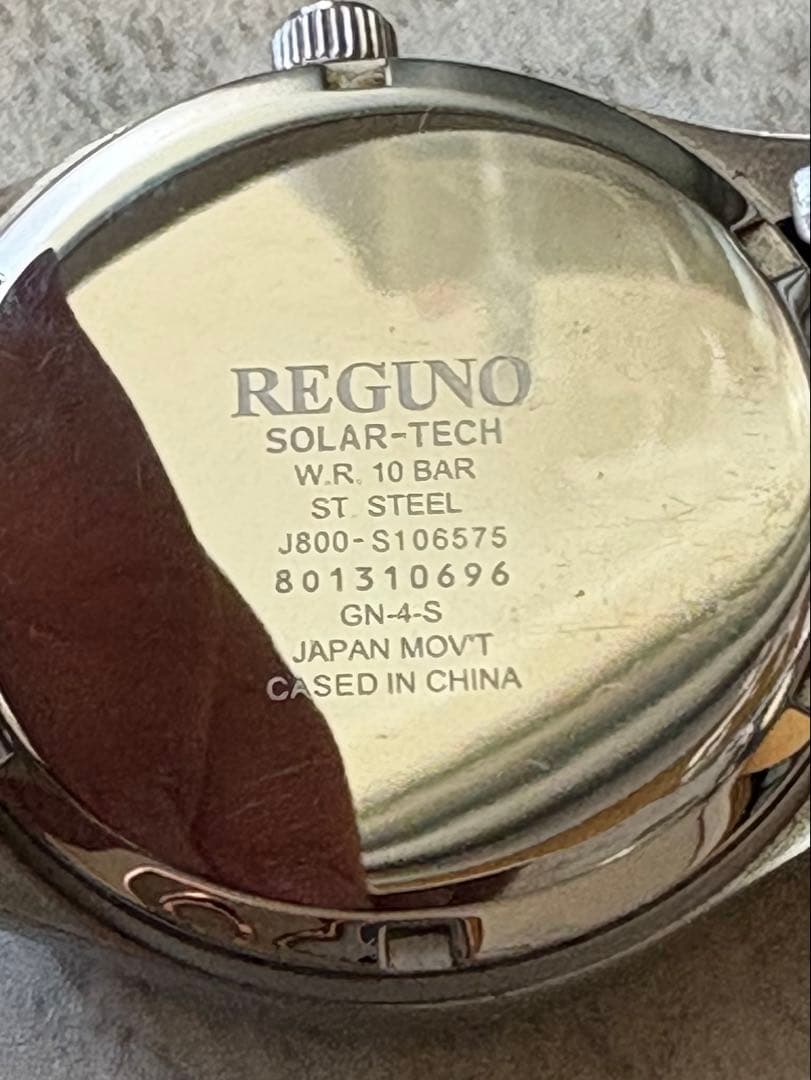 REGUNO
SOLAR-TECH
W.R. 10 BAR
ST. STEEL
J800-S106575
801310696
GN-4-S
JAPAN MOV'T
CASED IN CHINA